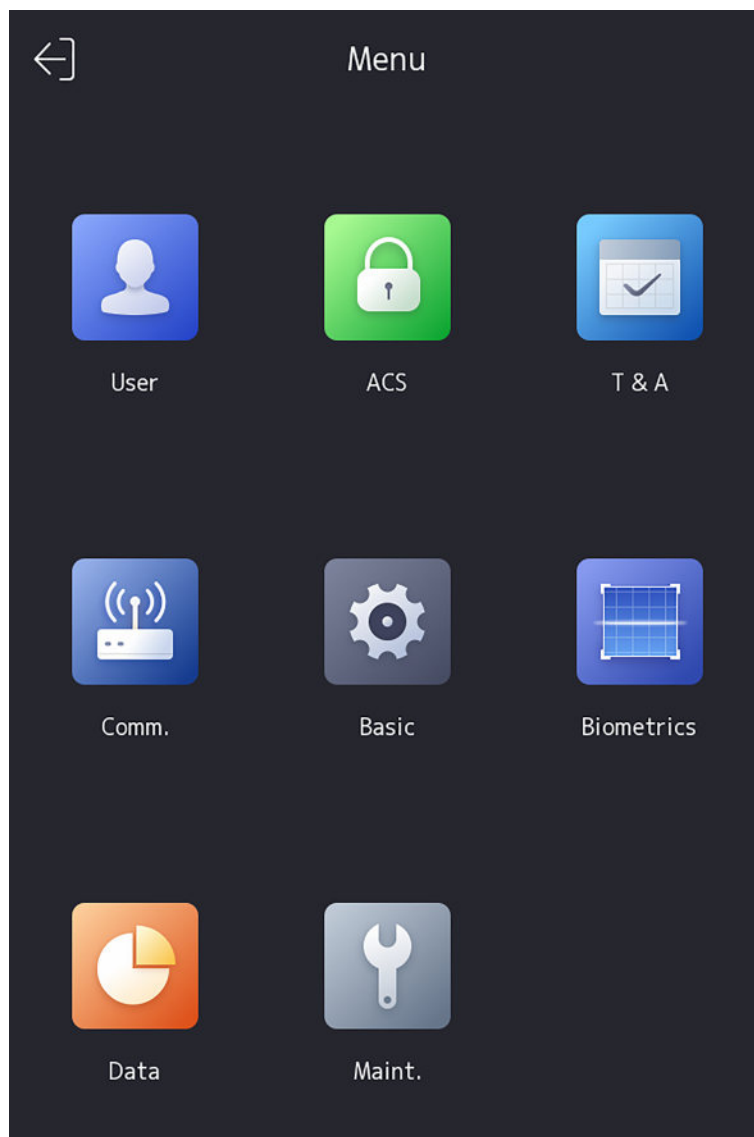 Menu
User
ACS
T & A
Comm.
Basic
Biometrics
Data
Maint.